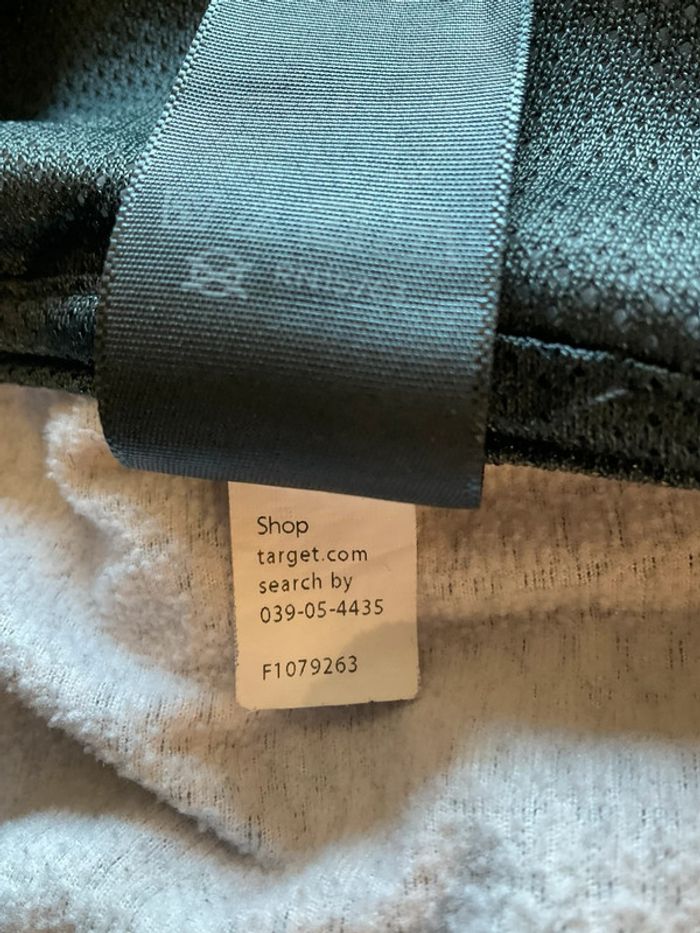 Shop
target.com
search by
039-05-4435
F1079263